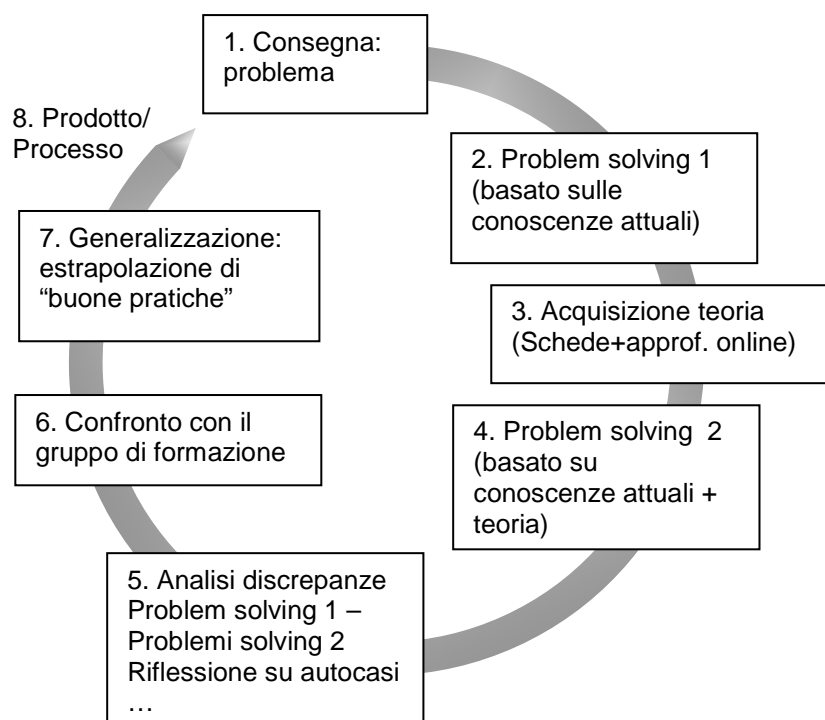 1. Consegna:
problema
2. Problem solving 1
(basato sulle
conoscenze attuali)
3. Acquisizione teoria
(Schede+approf. online)
4. Problem solving  2
(basato su
conoscenze attuali +
teoria)
5. Analisi discrepanze
Problem solving 1 –
Problemi solving 2
Riflessione su autocasi
…
6. Confronto con il
gruppo di formazione
7. Generalizzazione:
estrapolazione di
“buone pratiche”
8. Prodotto/
Processo